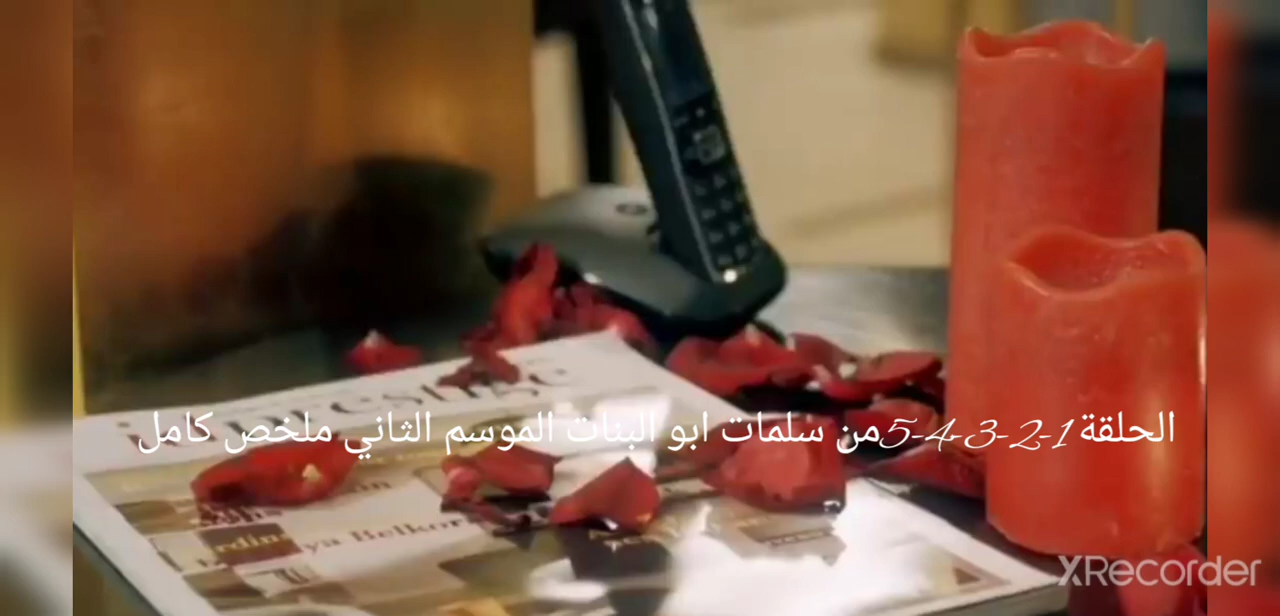 الحلقة 1-2-3-4-5من سلمات ابو البنات الموسم الثاني ملخص كامل
XRecorder